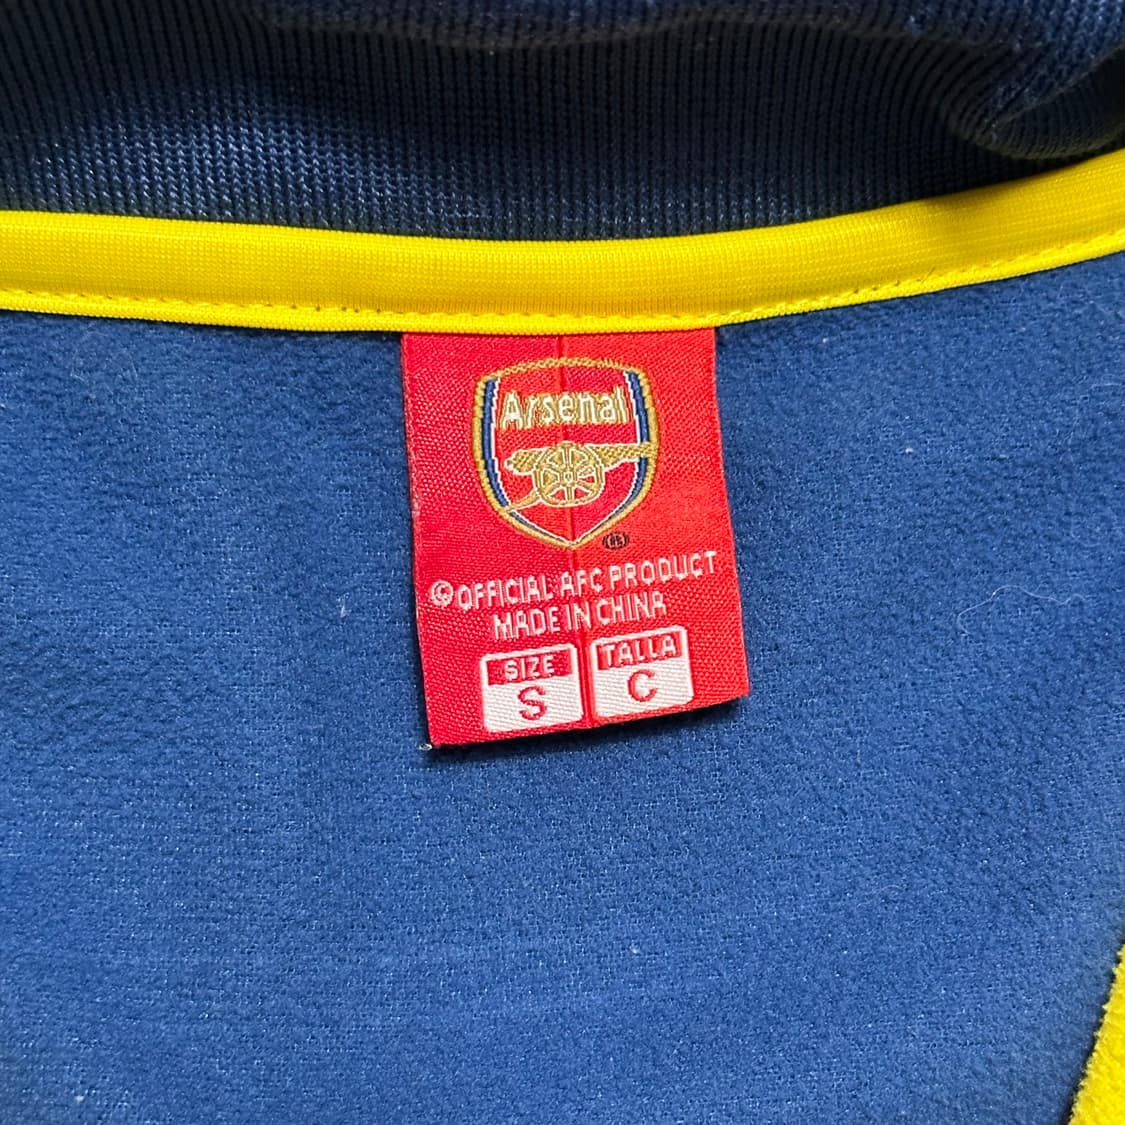 Arsenal
©OFFICIAL AFC PRODUCT
MADE IN CHINA
SIZE TALLA
S C